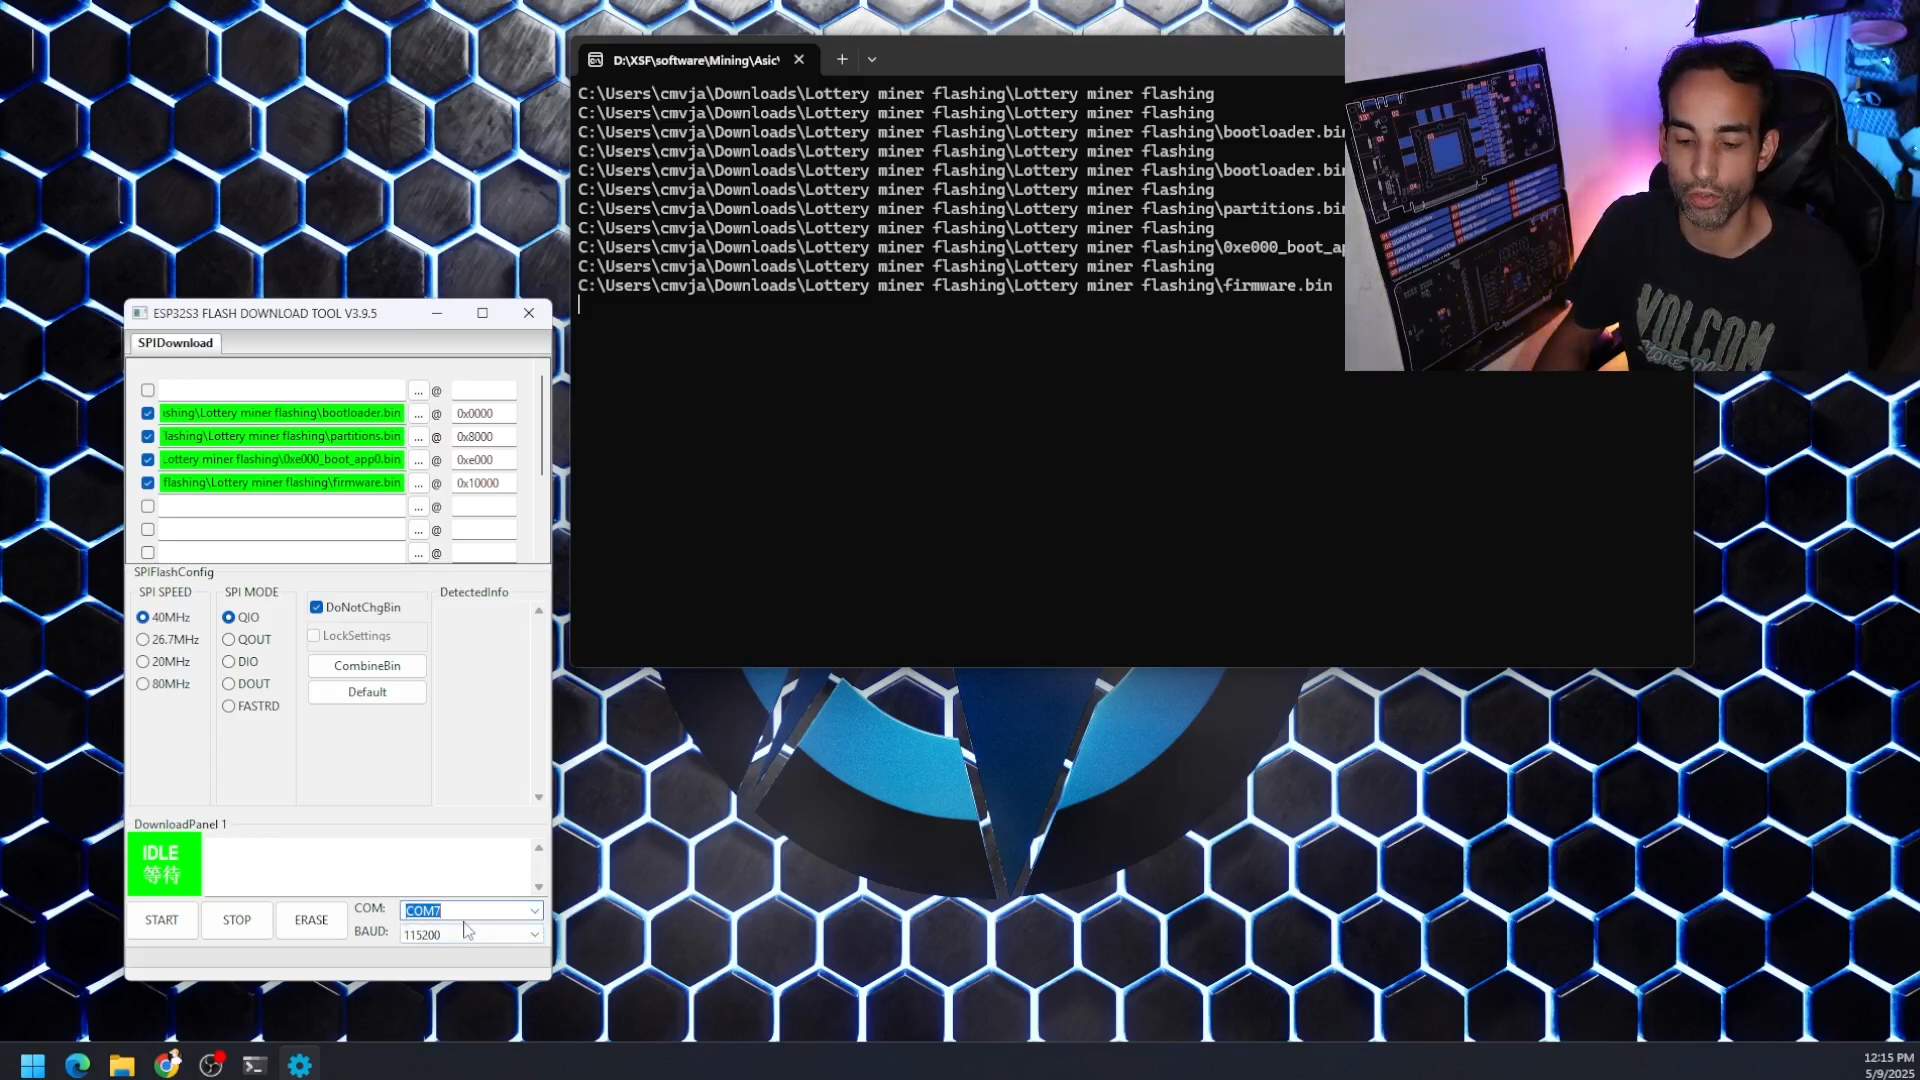 D:\XSF\software\Mining\Asic\
C:\Users\cmvja\Downloads\Lottery miner flashing\Lottery miner flashing
C:\Users\cmvja\Downloads\Lottery miner flashing\Lottery miner flashing
C:\Users\cmvja\Downloads\Lottery miner flashing\Lottery miner flashing\bootloader.bin
C:\Users\cmvja\Downloads\Lottery miner flashing\Lottery miner flashing
C:\Users\cmvja\Downloads\Lottery miner flashing\Lottery miner flashing\bootloader.bin
C:\Users\cmvja\Downloads\Lottery miner flashing\Lottery miner flashing
C:\Users\cmvja\Downloads\Lottery miner flashing\Lottery miner flashing\partitions.bin
C:\Users\cmvja\Downloads\Lottery miner flashing\Lottery miner flashing
C:\Users\cmvja\Downloads\Lottery miner flashing\Lottery miner flashing\0xe000_boot_ap
C:\Users\cmvja\Downloads\Lottery miner flashing\Lottery miner flashing
C:\Users\cmvja\Downloads\Lottery miner flashing\Lottery miner flashing\firmware.bin
VOLCOM
ESP32S3 FLASH DOWNLOAD TOOL V3.9.5
SPIDownload
... @
ishing\Lottery miner flashing\bootloader.bin ... @ 0x0000
lashing\Lottery miner flashing\partitions.bin ... @ 0x8000
.ottery miner flashing\0xe000_boot_app0.bin ... @ 0xe000
flashing\Lottery miner flashing\firmware.bin ... @ 0x10000
... @
... @
... @
SPIFlashConfig
SPI SPEED
40MHz
26.7MHz
20MHz
80MHz
SPI MODE
QIO
QOUT
DIO
DOUT
FASTRD
DoNotChgBin
LockSettings
CombineBin
Default
DetectedInfo
DownloadPanel 1
IDLE
等待
START STOP ERASE
COM: COM7
BAUD: 115200
12:15 PM
5/9/2025